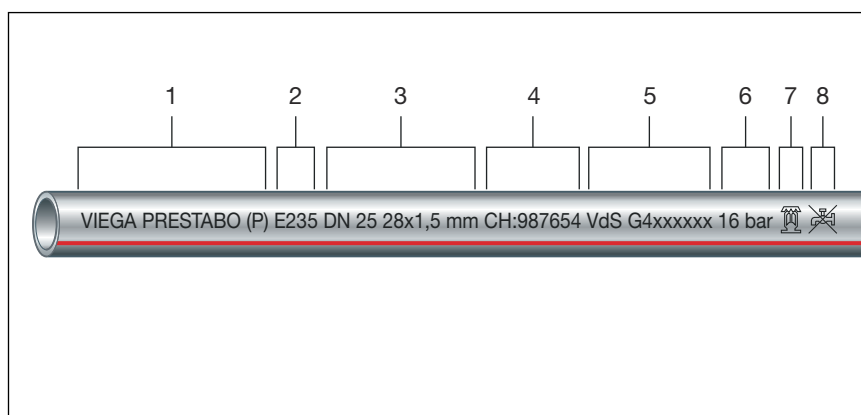 1 2 3 4 5 6 7 8
VIEGA PRESTABO (P) E235 DN 25 28x1,5 mm CH:987654 VdS G4xxxxxx 16 bar